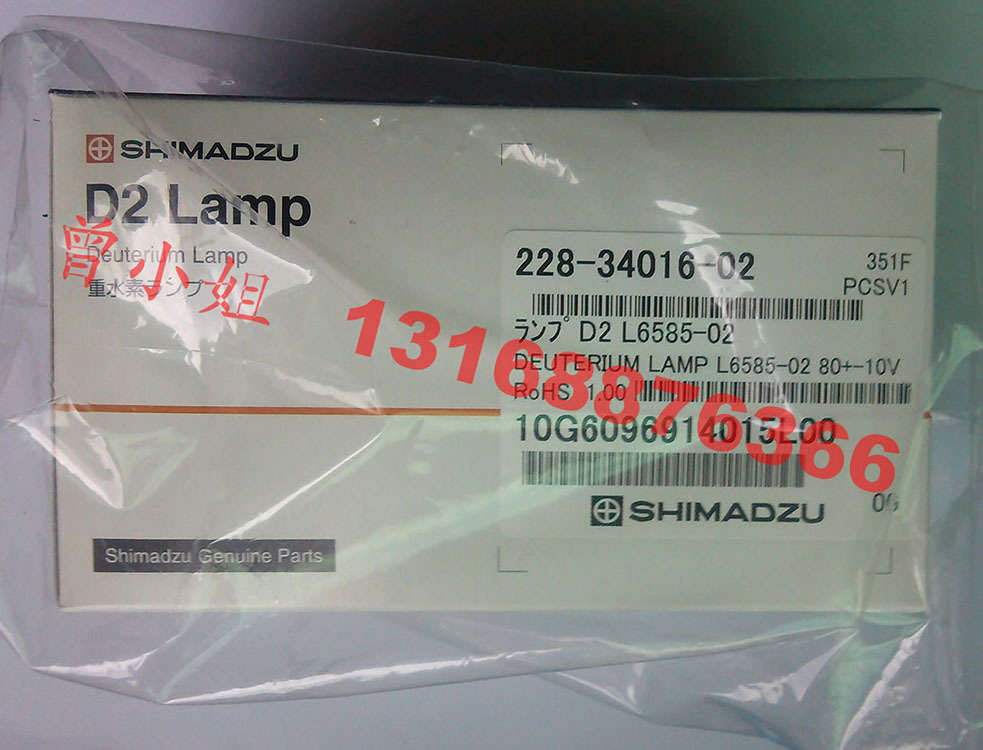 SHIMADZU
D2 Lamp
Deuterium Lamp
重水素ランプ
曾小姐
13168876366
228-34016-02
351F
PCSV1
ランプ D2 L6585-02
DEUTERIUM LAMP L6585-02 80+-10V
RoHS 1.00
10G6096914015L00
SHIMADZU
06
Shimadzu Genuine Parts